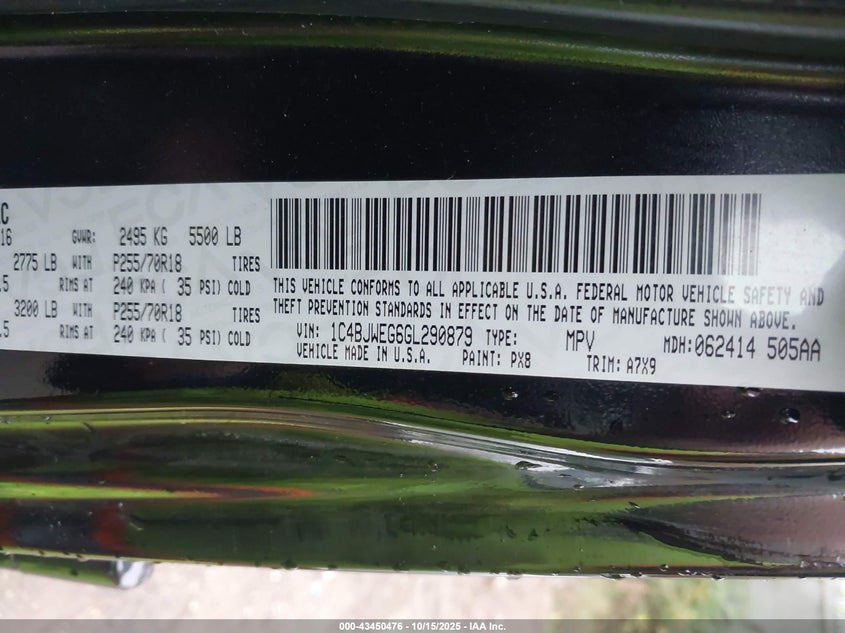 C
16 GVWR: 2495 KG 5500 LB
2775 LB WITH P255/70R18 TIRES
.5 RIMS AT 240 KPA ( 35 PSI) COLD
3200 LB WITH P255/70R18 TIRES
.5 RIMS AT 240 KPA ( 35 PSI) COLD
THIS VEHICLE CONFORMS TO ALL APPLICABLE U.S.A. FEDERAL MOTOR VEHICLE SAFETY AND
THEFT PREVENTION STANDARDS IN EFFECT ON THE DATE OF MANUFACTURE SHOWN ABOVE.
VIN: 1C4BJWEG6GL290879 TYPE: MPV MDH: 062414 505AA
VEHICLE MADE IN U.S.A. PAINT: PX8 TRIM: A7X9
000-43450476 - 10/15/2025 - IAA Inc.